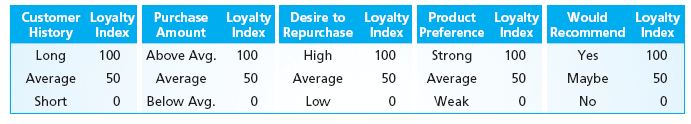 Customer History Loyalty Index Purchase Amount Loyalty Index Desire to Repurchase Loyalty Index Product Preference Loyalty Index Would Recommend Loyalty Index
Long 100 Above Avg. 100 High 100 Strong 100 Yes 100
Average 50 Average 50 Average 50 Average 50 Maybe 50
Short 0 Below Avg. 0 Low 0 Weak 0 No 0